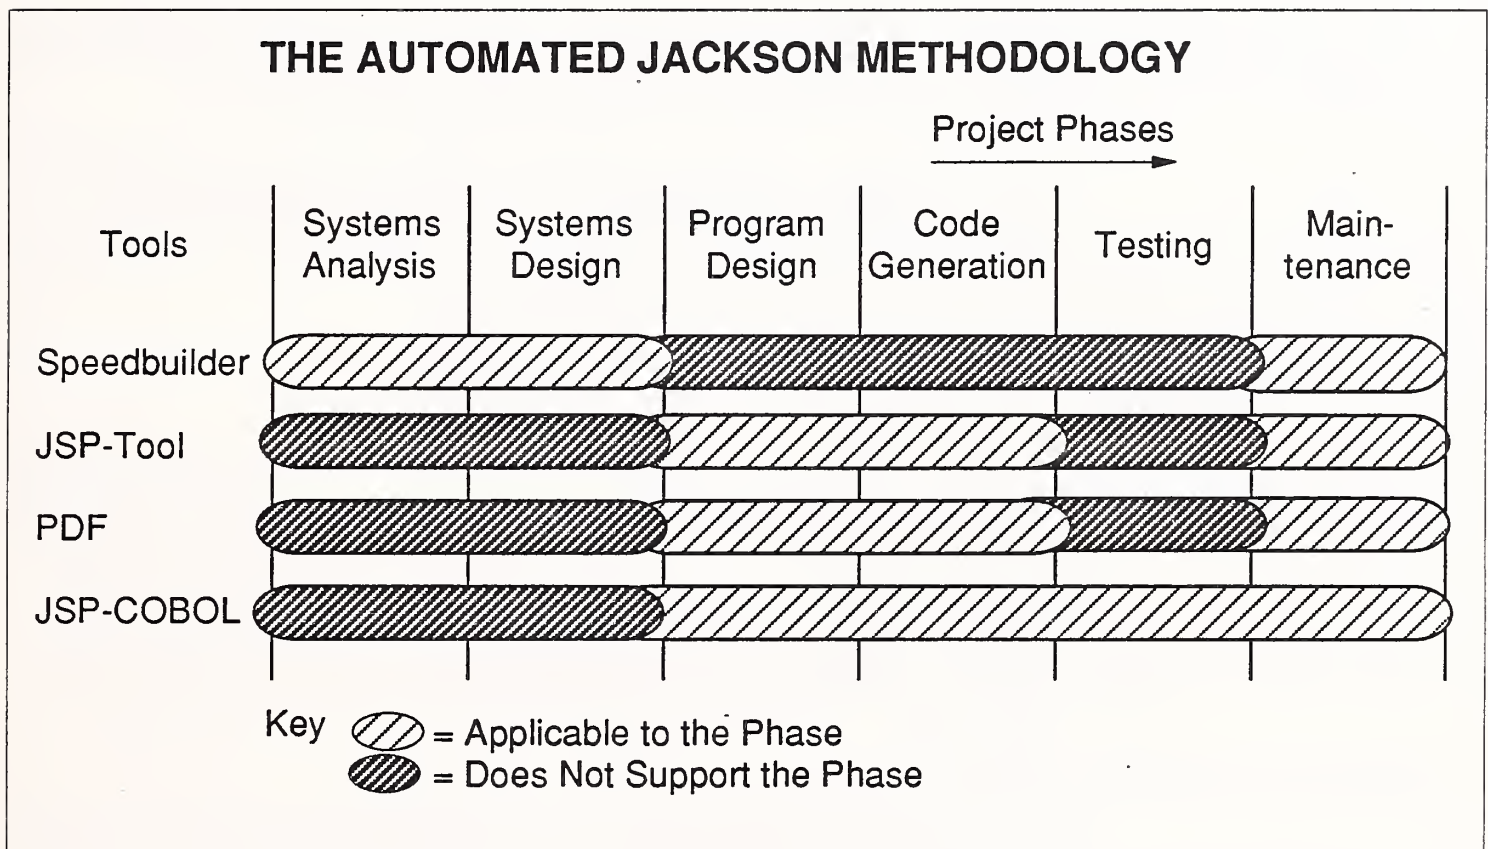 THE AUTOMATED JACKSON METHODOLOGY
Project Phases
Tools
Systems
Analysis
Systems
Design
Program
Design
Code
Generation
Testing
Main-
tenance
Speedbuilder
JSP-Tool
PDF
JSP-COBOL
Key
= Applicable to the Phase
= Does Not Support the Phase